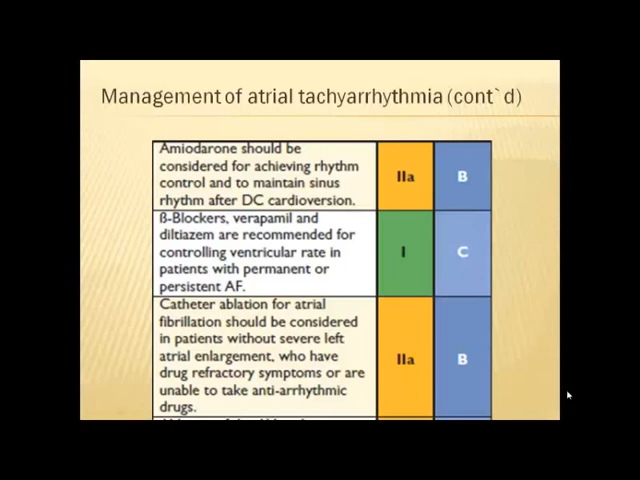 Management of atrial tachyarrhythmia (cont`d)
Amiodarone should be
considered for achieving rhythm
control and to maintain sinus
rhythm after DC cardioversion.
IIa
B
ß-Blockers, verapamil and
diltiazem are recommended for
controlling ventricular rate in
patients with permanent or
persistent AF.
I
C
Catheter ablation for atrial
fibrillation should be considered
in patients without severe left
atrial enlargement, who have
drug refractory symptoms or are
unable to take anti-arrhythmic
drugs.
IIa
B